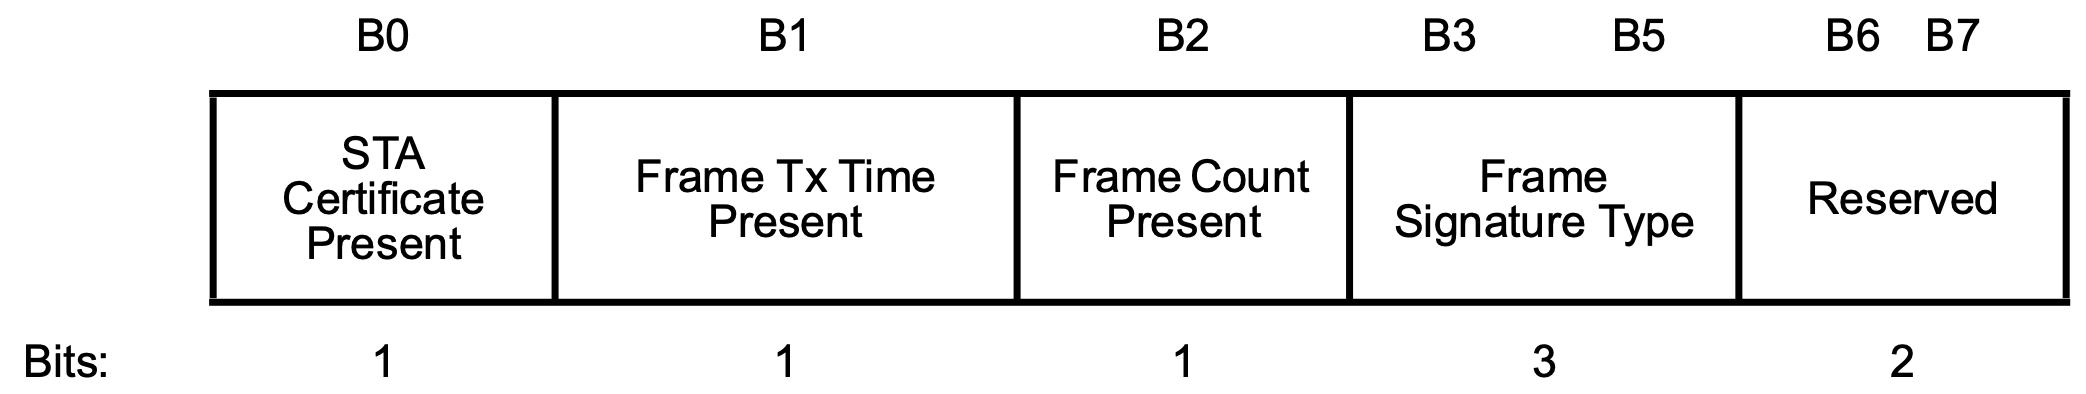 B0 B1 B2 B3 B5 B6 B7
STA
Certificate
Present
Frame Tx Time
Present
Frame Count
Present
Frame
Signature Type
Reserved
Bits: 1 1 1 3 2